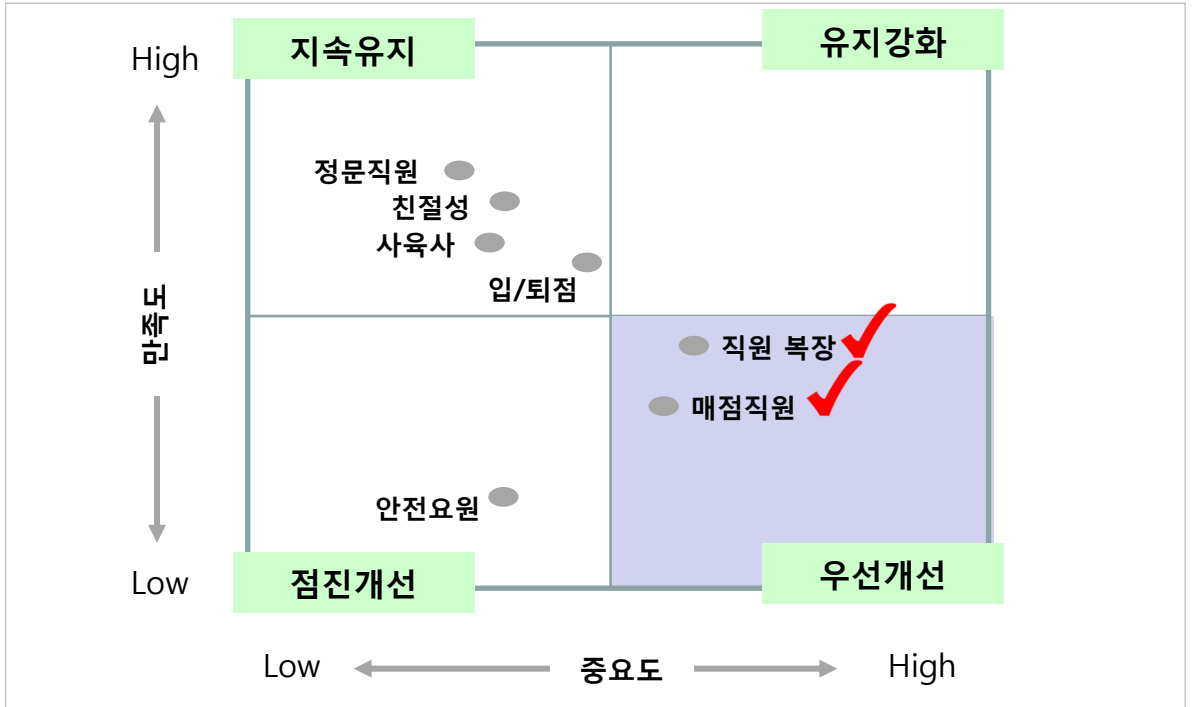 High
지속유지
유지강화
정문직원
친절성
사육사
입/퇴점
만족도
직원 복장
매점직원
안전요원
Low
점진개선
우선개선
Low
중요도
High